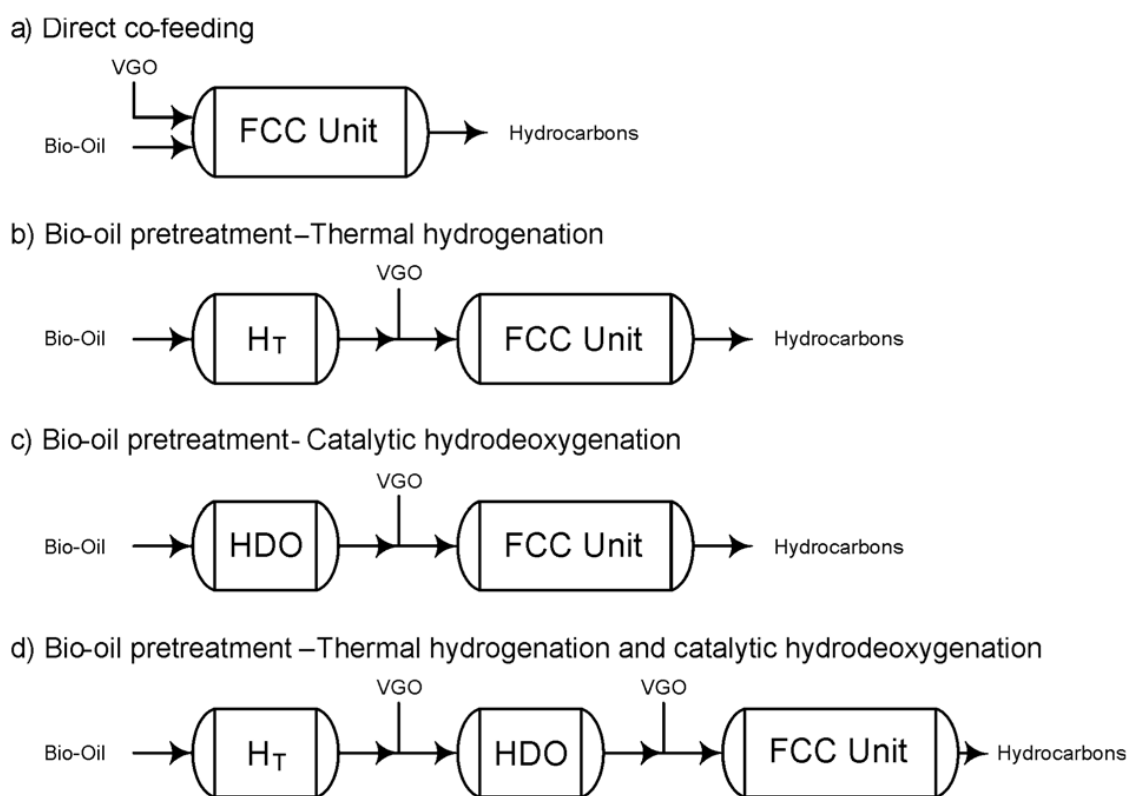 a) Direct co-feeding
VGO
Bio-Oil
FCC Unit
Hydrocarbons
b) Bio-oil pretreatment–Thermal hydrogenation
VGO
Bio-Oil
HT
FCC Unit
Hydrocarbons
c) Bio-oil pretreatment- Catalytic hydrodeoxygenation
VGO
Bio-Oil
HDO
FCC Unit
Hydrocarbons
d) Bio-oil pretreatment –Thermal hydrogenation and catalytic hydrodeoxygenation
VGO
VGO
Bio-Oil
HT
HDO
FCC Unit
Hydrocarbons